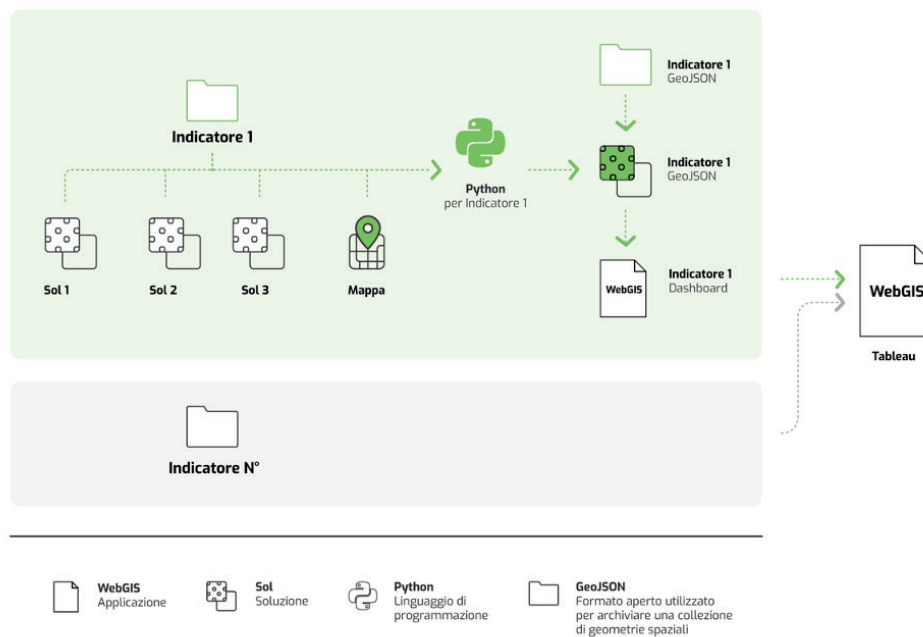 Indicatore 1
GeoJSON
Indicatore 1
Indicatore 1
GeoJSON
Python
per Indicatore 1
Indicatore 1
Dashboard
WebGIS
Sol 1
Sol 2
Sol 3
Mappa
WebGIS
Tableau
Indicatore N°
WebGIS
Applicazione
Sol
Soluzione
Python
Linguaggio di
programmazione
GeoJSON
Formato aperto utilizzato
per archiviare una collezione
di geometrie spaziali